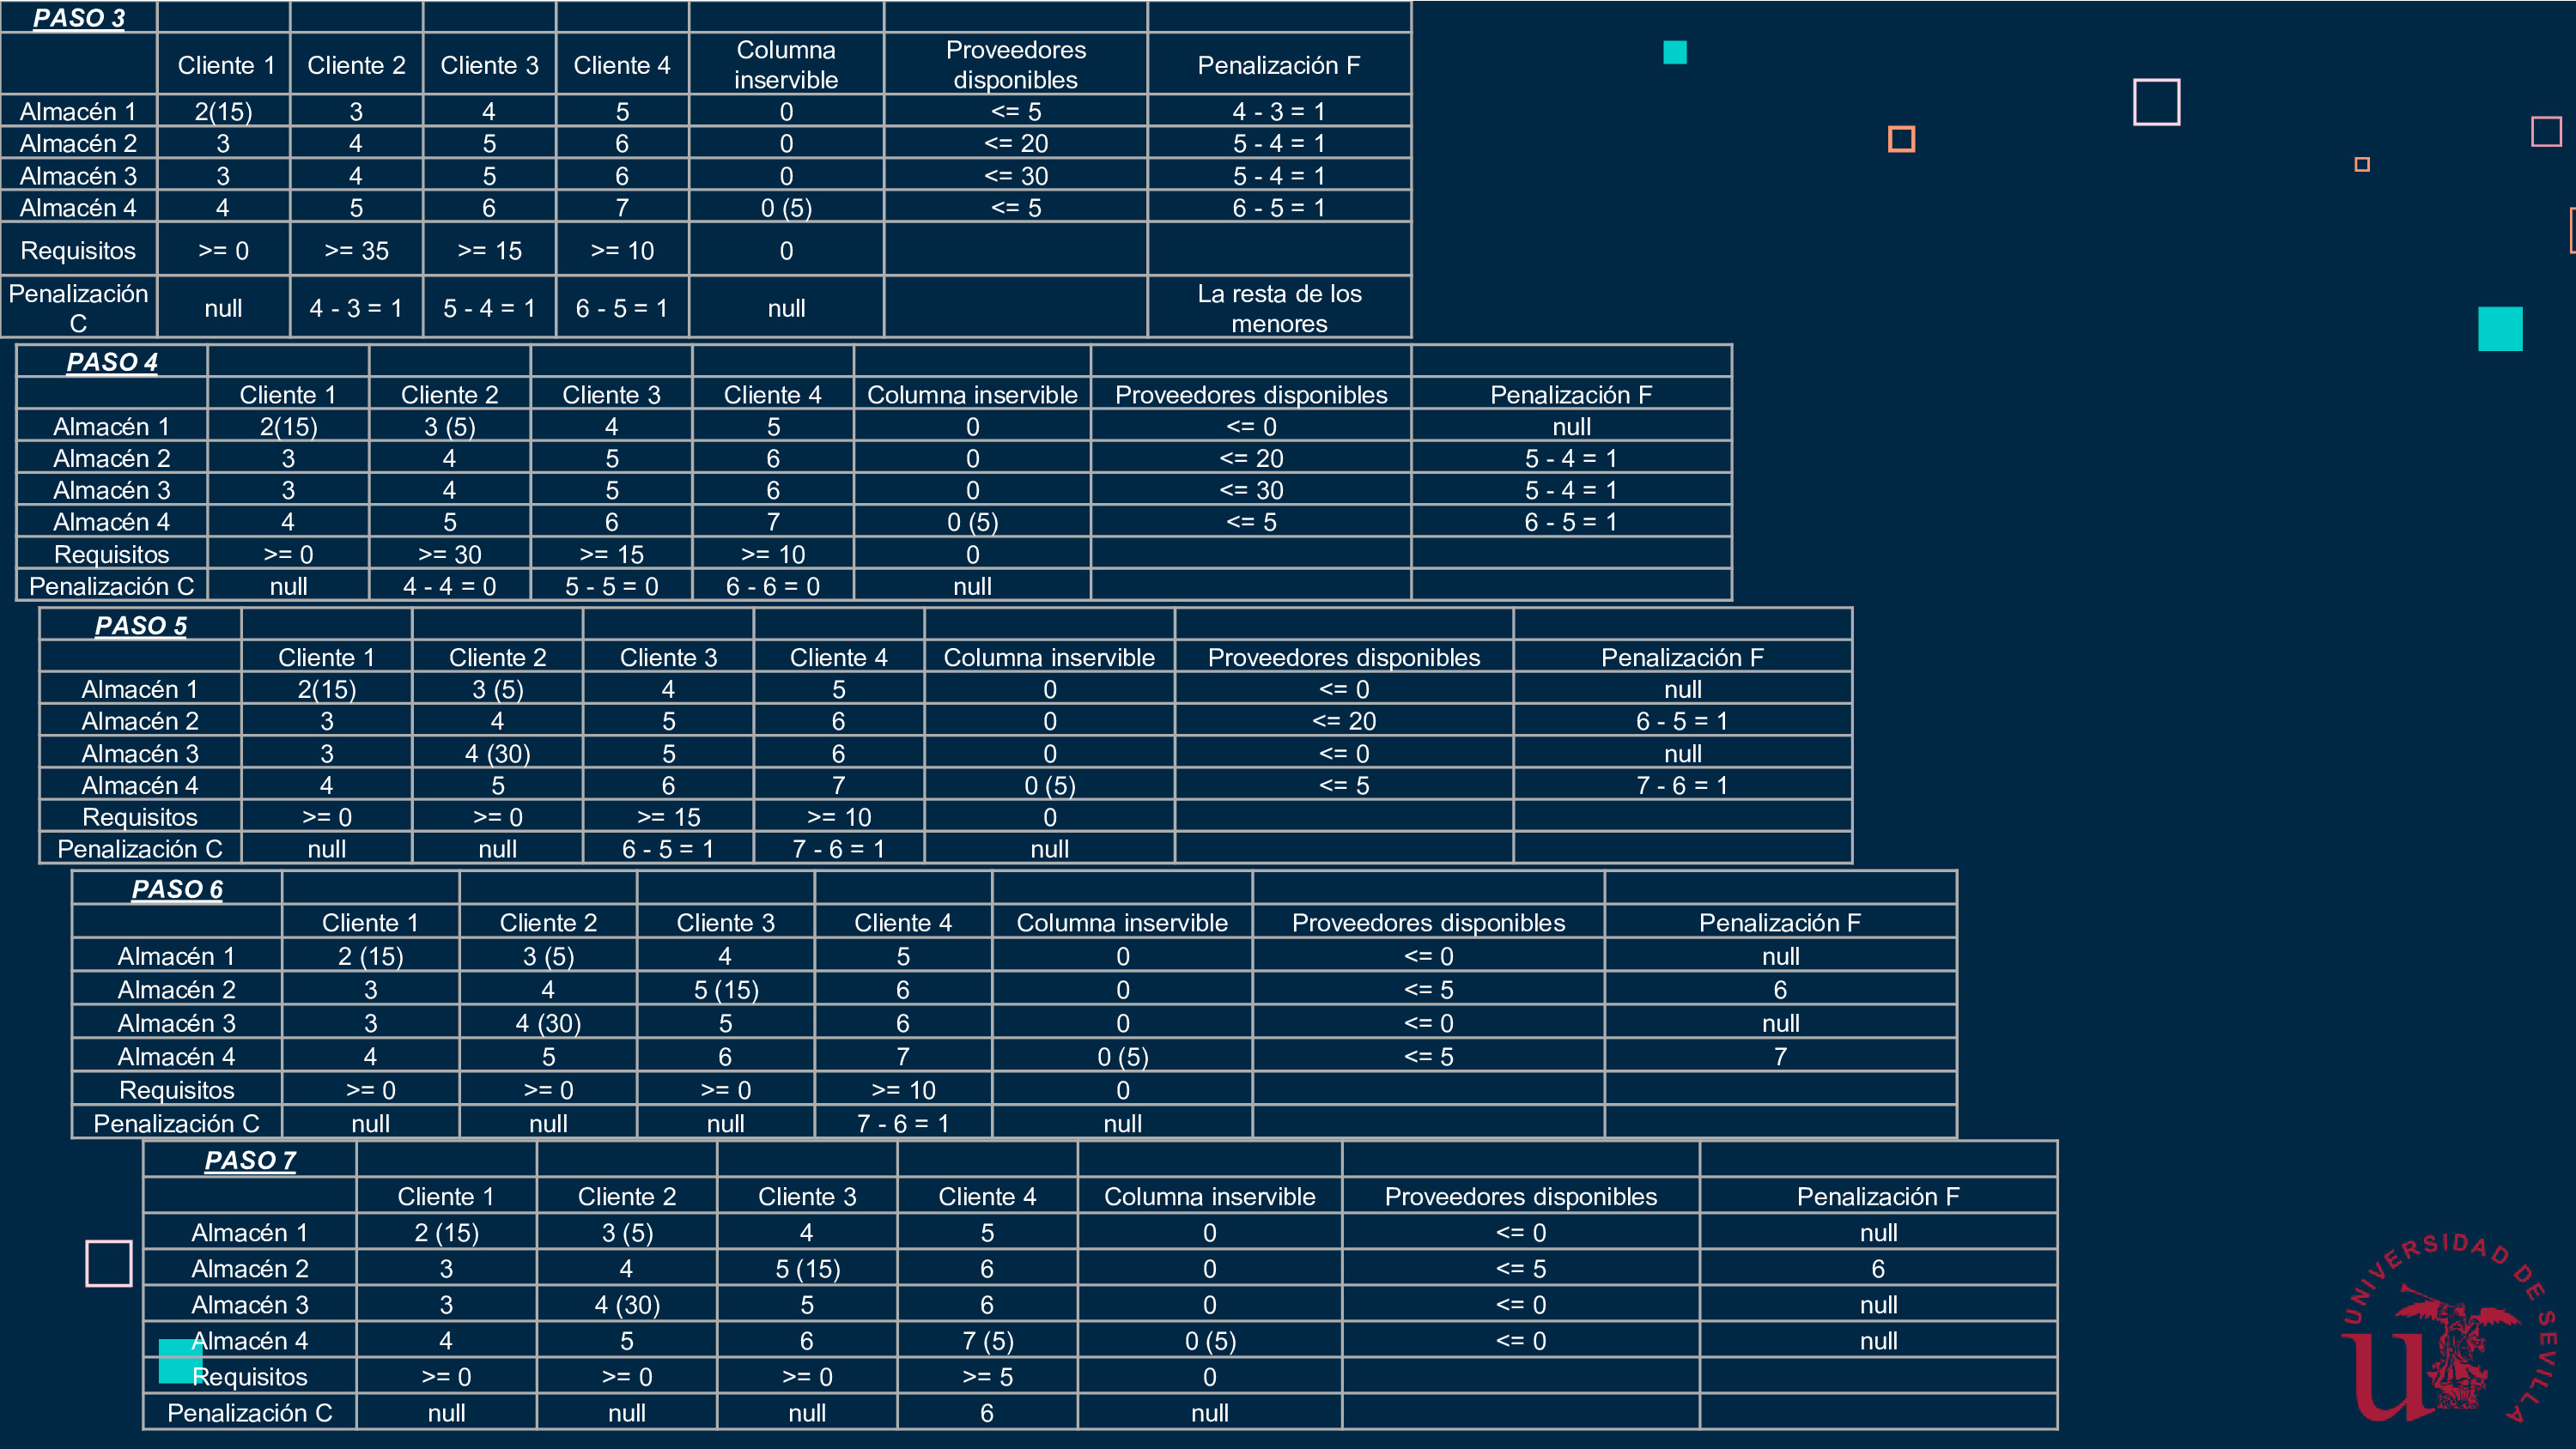 PASO 3
Cliente 1 Cliente 2 Cliente 3 Cliente 4 Columna inservible Proveedores disponibles Penalización F
Almacén 1 2(15) 3 4 5 0 <= 5 4 - 3 = 1
Almacén 2 3 4 5 6 0 <= 20 5 - 4 = 1
Almacén 3 3 4 5 6 0 <= 30 5 - 4 = 1
Almacén 4 4 5 6 7 0 (5) <= 5 6 - 5 = 1
Requisitos >= 0 >= 35 >= 15 >= 10 0
Penalización C null 4 - 3 = 1 5 - 4 = 1 6 - 5 = 1 null La resta de los menores
PASO 4
Cliente 1 Cliente 2 Cliente 3 Cliente 4 Columna inservible Proveedores disponibles Penalización F
Almacén 1 2(15) 3 (5) 4 5 0 <= 0 null
Almacén 2 3 4 5 6 0 <= 20 5 - 4 = 1
Almacén 3 3 4 5 6 0 <= 30 5 - 4 = 1
Almacén 4 4 5 6 7 0 (5) <= 5 6 - 5 = 1
Requisitos >= 0 >= 30 >= 15 >= 10 0
Penalización C null 4 - 4 = 0 5 - 5 = 0 6 - 6 = 0 null
PASO 5
Cliente 1 Cliente 2 Cliente 3 Cliente 4 Columna inservible Proveedores disponibles Penalización F
Almacén 1 2(15) 3 (5) 4 5 0 <= 0 null
Almacén 2 3 4 5 6 0 <= 20 6 - 5 = 1
Almacén 3 3 4 (30) 5 6 0 <= 0 null
Almacén 4 4 5 6 7 0 (5) <= 5 7 - 6 = 1
Requisitos >= 0 >= 0 >= 15 >= 10 0
Penalización C null null 6 - 5 = 1 7 - 6 = 1 null
PASO 6
Cliente 1 Cliente 2 Cliente 3 Cliente 4 Columna inservible Proveedores disponibles Penalización F
Almacén 1 2 (15) 3 (5) 4 5 0 <= 0 null
Almacén 2 3 4 5 (15) 6 0 <= 5 6
Almacén 3 3 4 (30) 5 6 0 <= 0 null
Almacén 4 4 5 6 7 0 (5) <= 5 7
Requisitos >= 0 >= 0 >= 0 >= 10 0
Penalización C null null null 7 - 6 = 1 null
PASO 7
Cliente 1 Cliente 2 Cliente 3 Cliente 4 Columna inservible Proveedores disponibles Penalización F
Almacén 1 2 (15) 3 (5) 4 5 0 <= 0 null
Almacén 2 3 4 5 (15) 6 0 <= 5 6
Almacén 3 3 4 (30) 5 6 0 <= 0 null
Almacén 4 4 5 6 7 (5) 0 (5) <= 0 null
Requisitos >= 0 >= 0 >= 0 >= 5 0
Penalización C null null null 6 null
UNIVERSIDAD DE SEVILLA
u